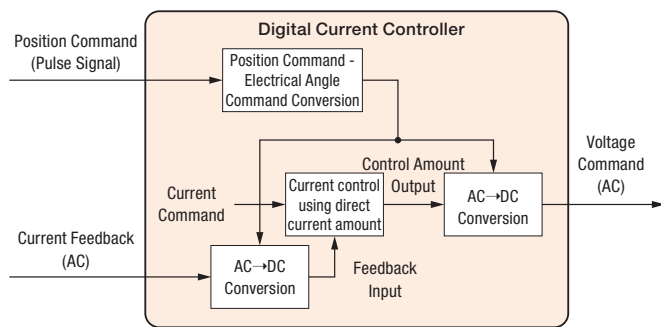 Digital Current Controller
Position Command
(Pulse Signal)
Position Command -
Electrical Angle
Command Conversion
Voltage
Command
(AC)
Control Amount
Output
Current
Command
Current control
using direct
current amount
AC→DC
Conversion
Current Feedback
(AC)
AC→DC
Conversion
Feedback
Input